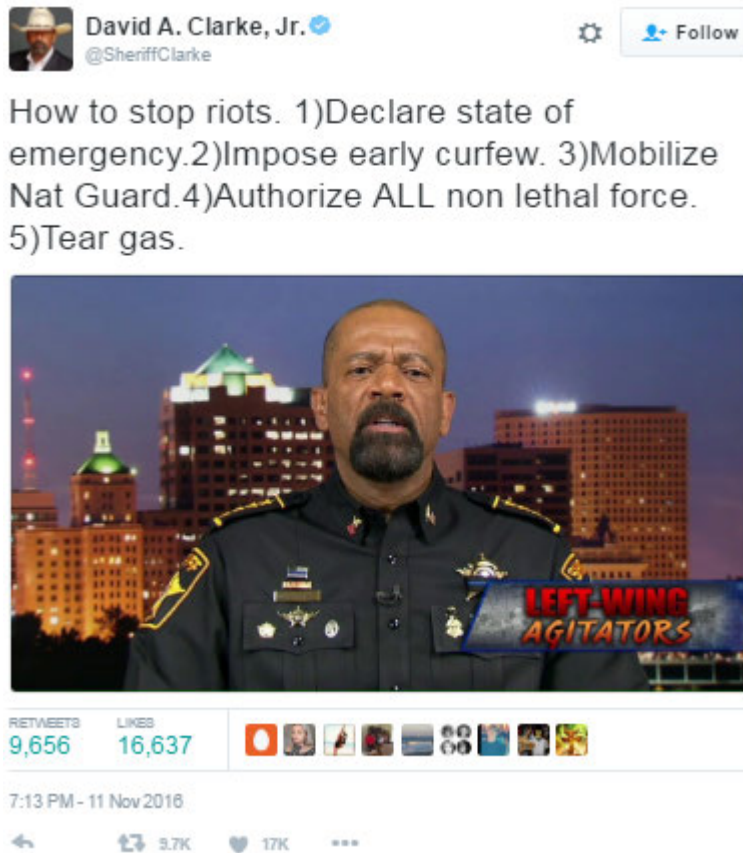 David A. Clarke, Jr.
@SheriffClarke
Follow
How to stop riots. 1)Declare state of
emergency.2)Impose early curfew. 3)Mobilize
Nat Guard.4)Authorize ALL non lethal force.
5)Tear gas.
LEFT-WING
AGITATORS
RETWEETS LIKES
9,656 16,637
7:13 PM - 11 Nov 2016
9.7K 17K